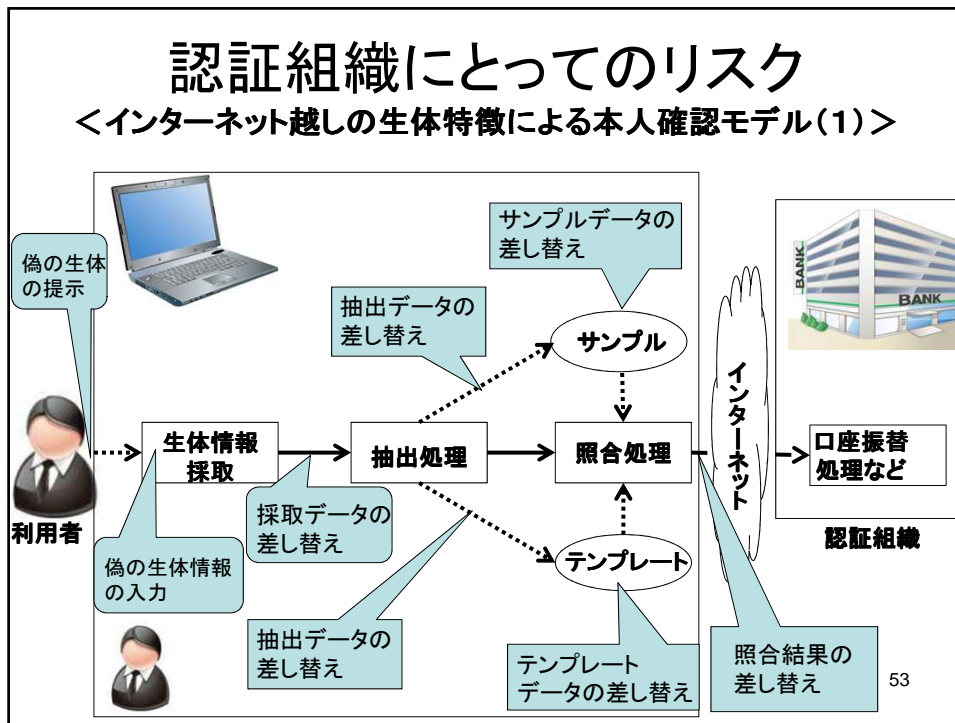 認証組織にとってのリスク
＜インターネット越しの生体特徴による本人確認モデル(1)＞
偽の生体
の提示
サンプルデータの
差し替え
抽出データの
差し替え
BANK
BANK
サンプル
インターネット
利用者
生体情報
採取
抽出処理
照合処理
口座振替
処理など
認証組織
採取データの
差し替え
偽の生体情報
の入力
テンプレート
抽出データの
差し替え
テンプレート
データの差し替え
照合結果の
差し替え
53